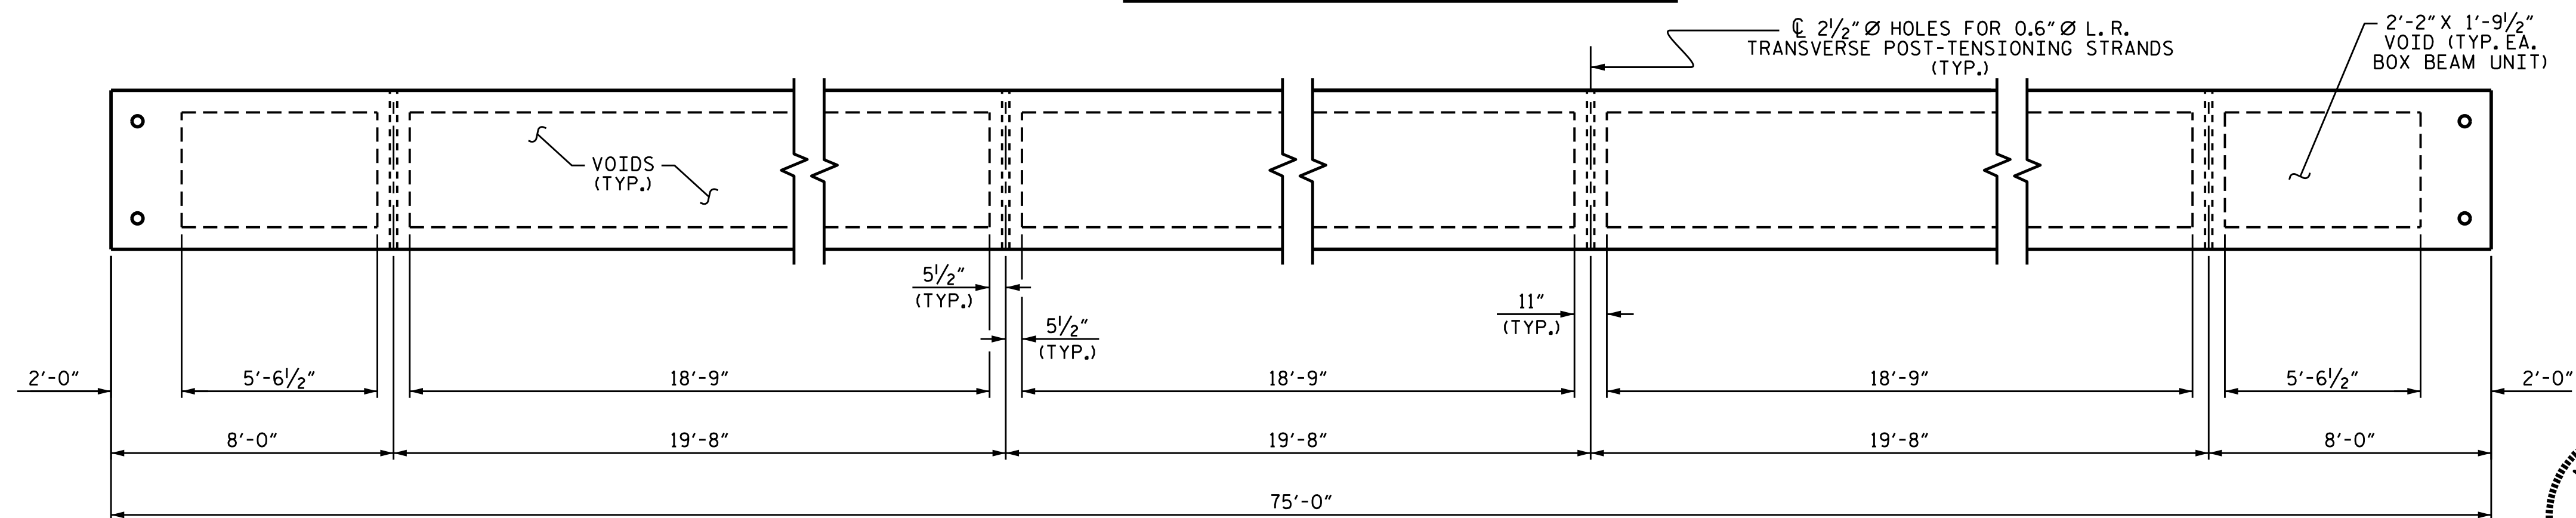 ℄ 2½"Ø HOLES FOR 0.6"Ø L.R.
TRANSVERSE POST-TENSIONING STRANDS
(TYP.)
2'-2" X 1'-9½"
VOID (TYP. EA.
BOX BEAM UNIT)
VOIDS
(TYP.)
5½"
(TYP.)
5½"
(TYP.)
11"
(TYP.)
2'-0"
5'-6½"
18'-9"
18'-9"
18'-9"
5'-6½"
2'-0"
8'-0"
19'-8"
19'-8"
19'-8"
8'-0"
75'-0"